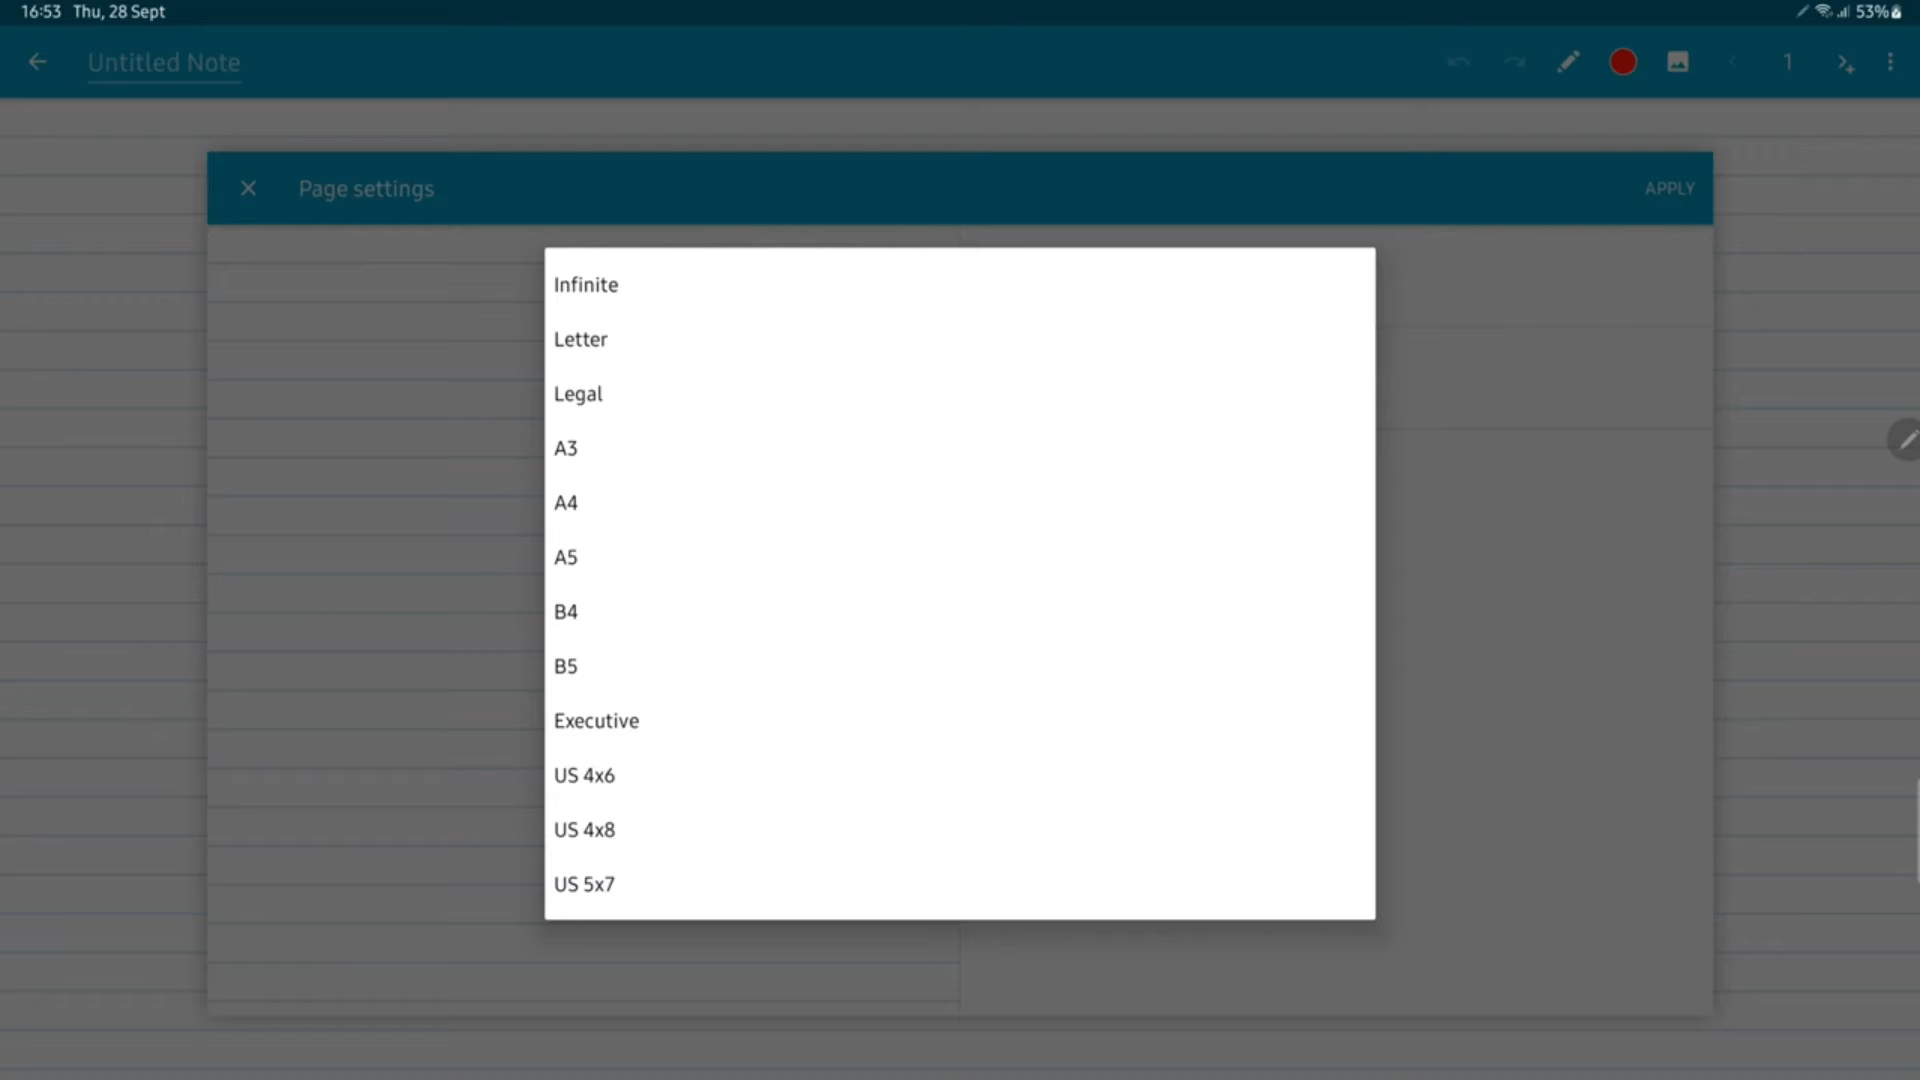 16:53 Thu, 28 Sept
53%
Untitled Note
1
Page settings
APPLY
Infinite
Letter
Legal
A3
A4
A5
B4
B5
Executive
US 4x6
US 4x8
US 5x7